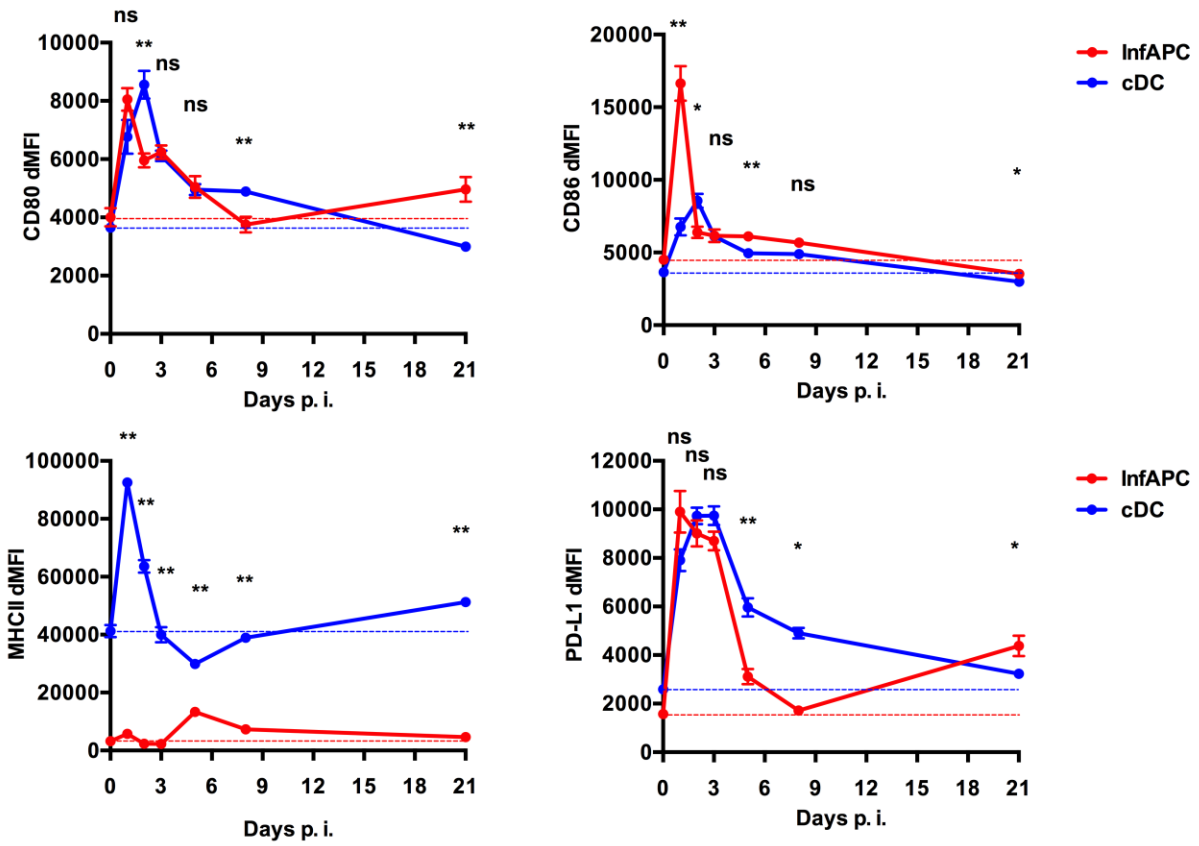 ns
**
ns
ns
**
**
CD80 dMFI
10000
8000
6000
4000
2000
0
0 3 6 9 12 15 18 21
Days p. i.
**
*
ns
**
ns
*
CD86 dMFI
20000
15000
10000
5000
0
0 3 6 9 12 15 18 21
Days p. i.
InfAPC
cDC
**
**
**
**
**
**
MHCII dMFI
100000
80000
60000
40000
20000
0
0 3 6 9 12 15 18 21
Days p. i.
ns
ns
ns
**
*
*
PD-L1 dMFI
12000
10000
8000
6000
4000
2000
0
0 3 6 9 12 15 18 21
Days p. i.
InfAPC
cDC